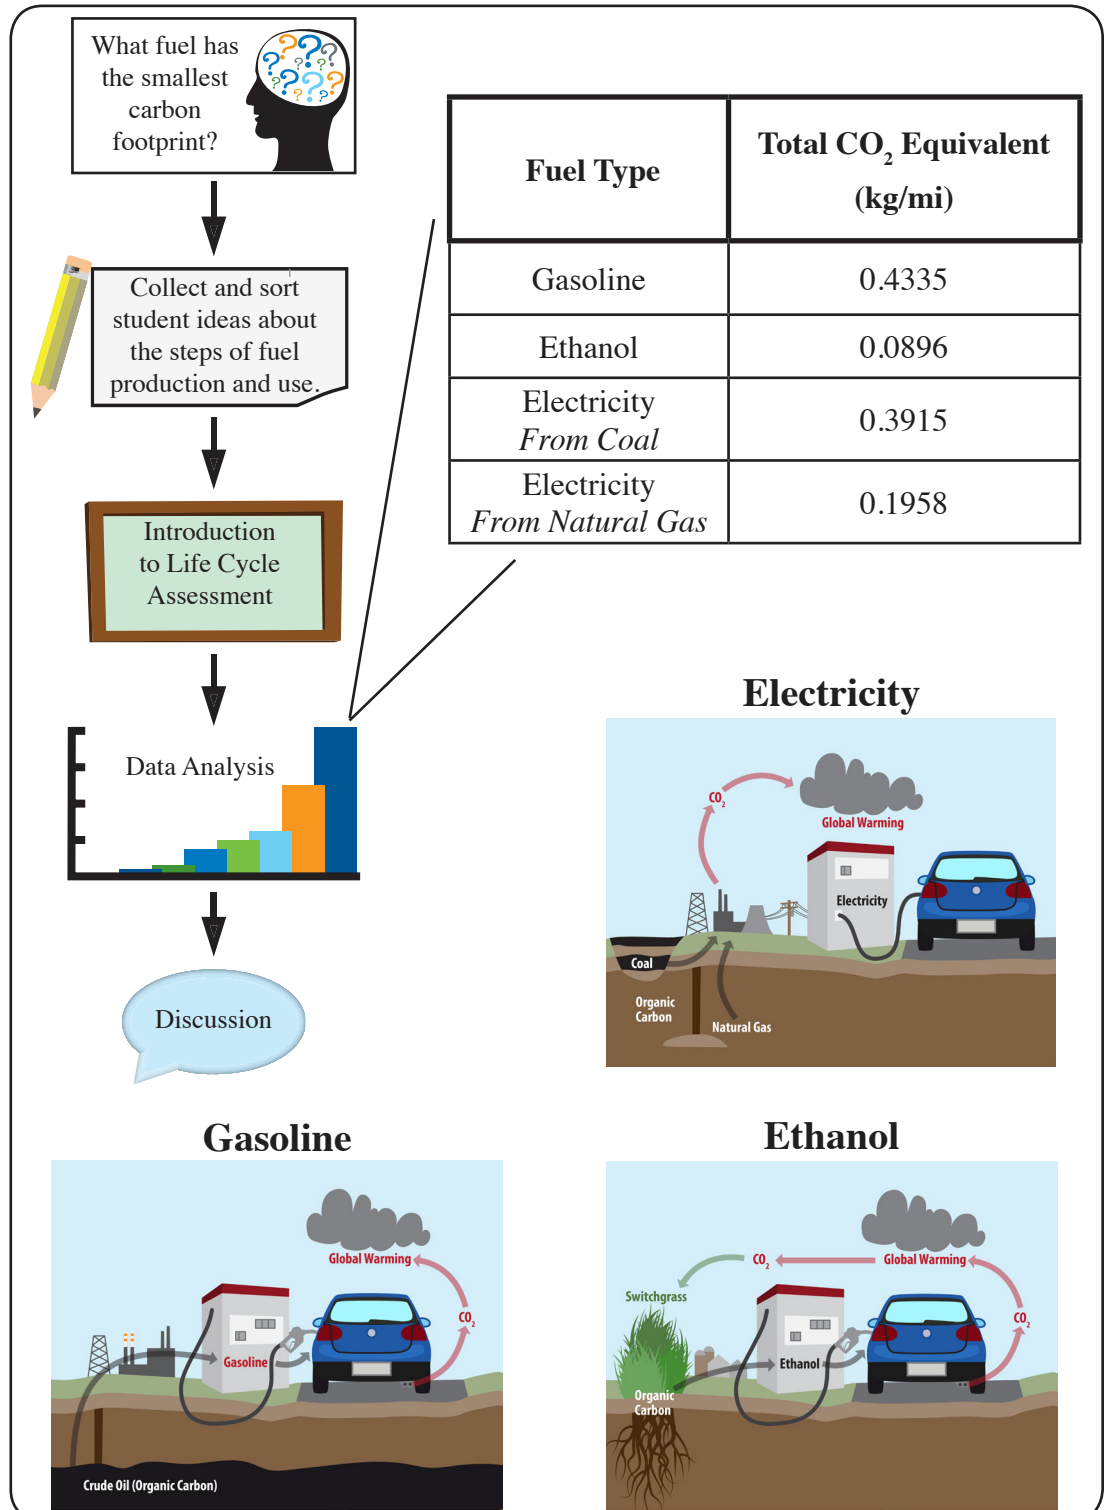 What fuel has
the smallest
carbon
footprint?
Collect and sort
student ideas about
the steps of fuel
production and use.
Introduction
to Life Cycle
Assessment
Data Analysis
Discussion
Fuel Type
Total CO₂ Equivalent
(kg/mi)
Gasoline
0.4335
Ethanol
0.0896
Electricity
From Coal
0.3915
Electricity
From Natural Gas
0.1958
Electricity
CO₂
Global Warming
Electricity
Coal
Organic
Carbon
Natural Gas
Gasoline
Global Warming
CO₂
Gasoline
Crude Oil (Organic Carbon)
Ethanol
CO₂
Global Warming
Switchgrass
CO₂
Ethanol
Organic
Carbon